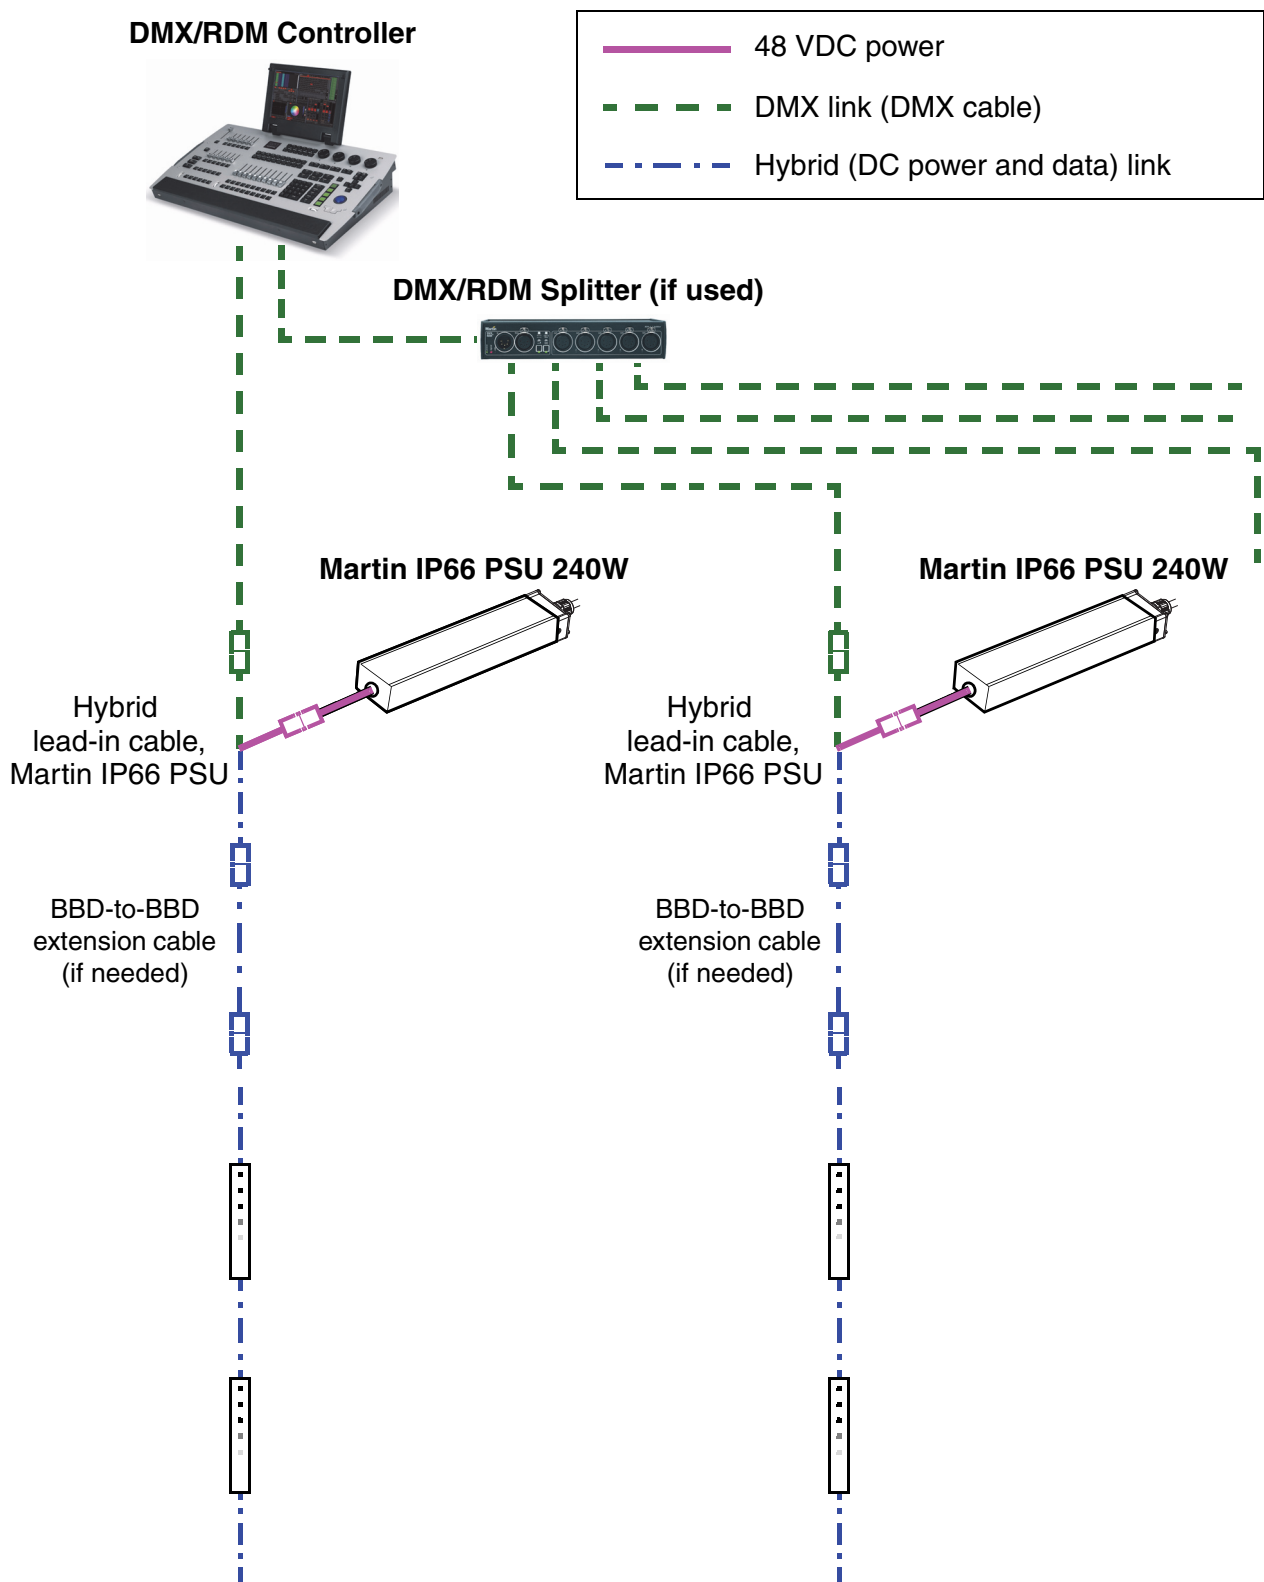 DMX/RDM Controller
48 VDC power
DMX link (DMX cable)
Hybrid (DC power and data) link
DMX/RDM Splitter (if used)
Martin IP66 PSU 240W
Martin IP66 PSU 240W
Hybrid
lead-in cable,
Martin IP66 PSU
Hybrid
lead-in cable,
Martin IP66 PSU
BBD-to-BBD
extension cable
(if needed)
BBD-to-BBD
extension cable
(if needed)